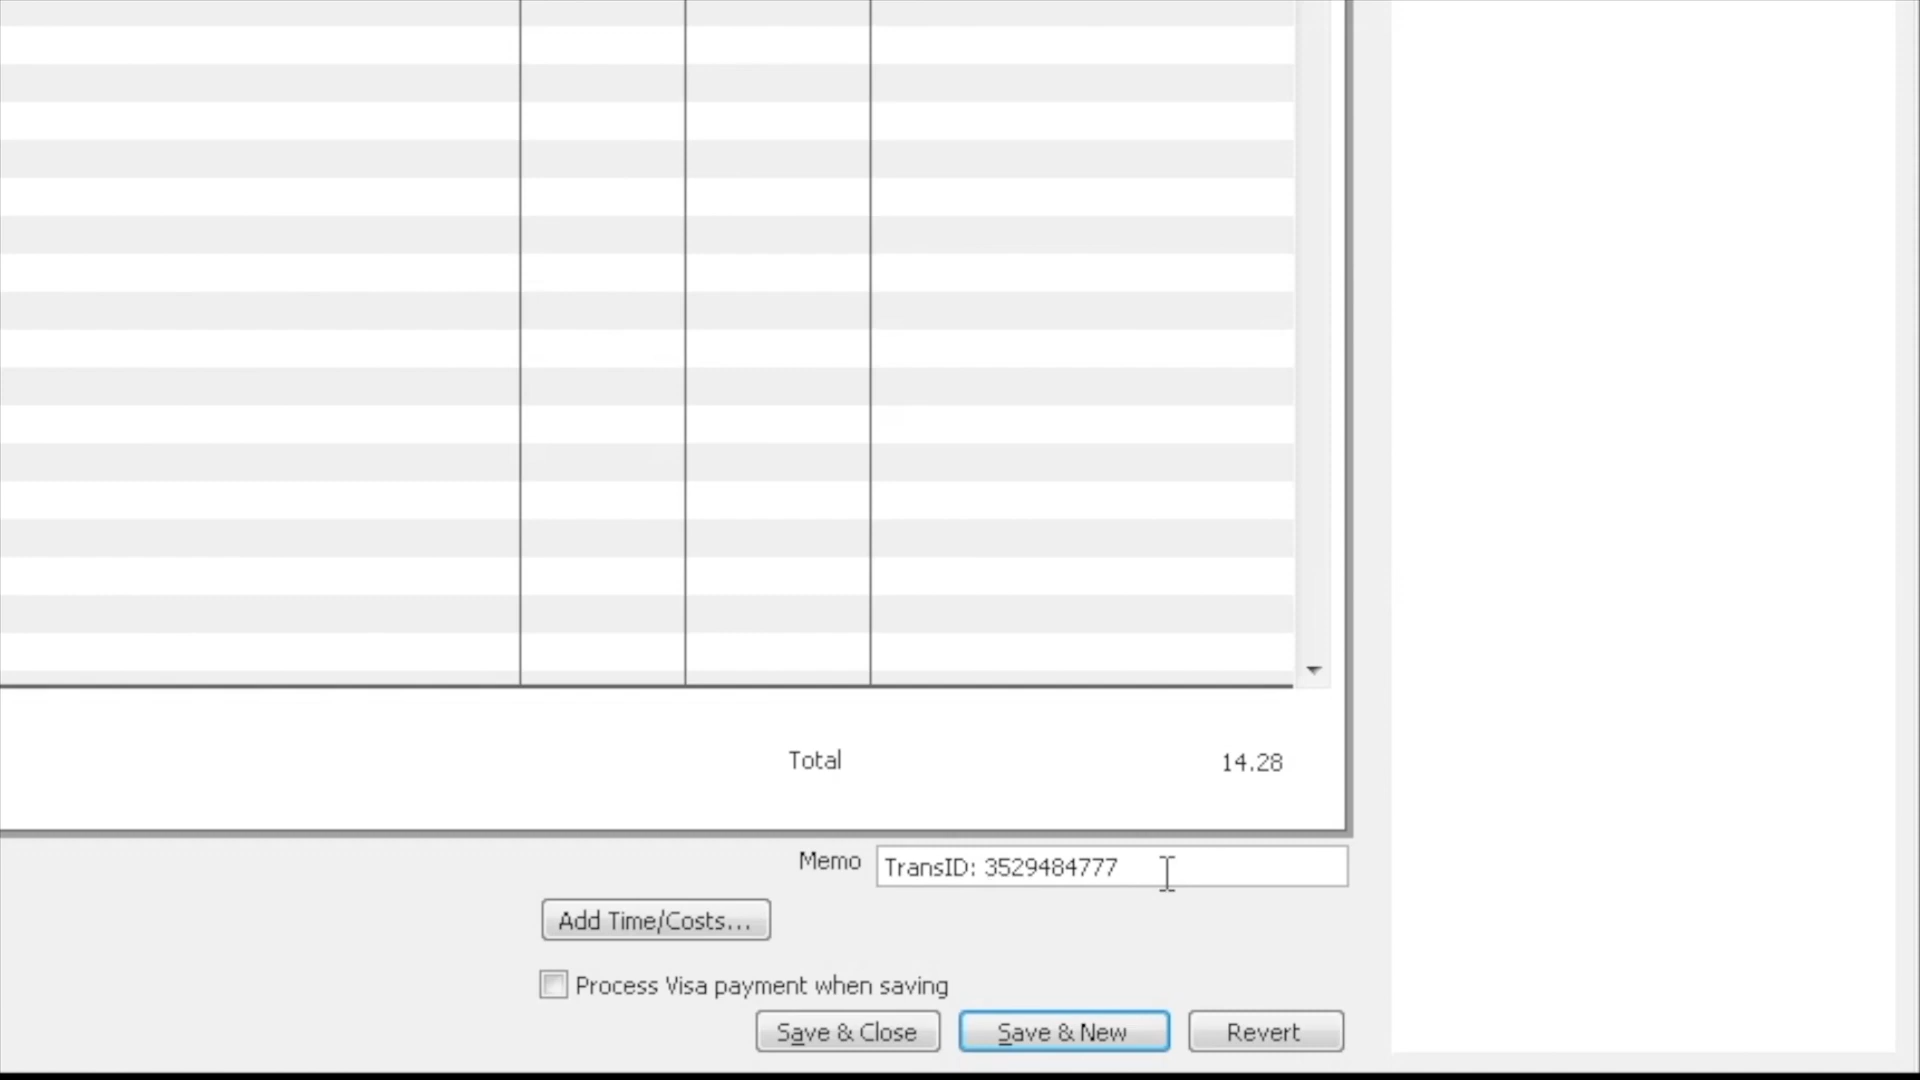 Total 14.28
Memo TransID: 3529484777
Add Time/Costs...
Process Visa payment when saving
Save & Close Save & New Revert